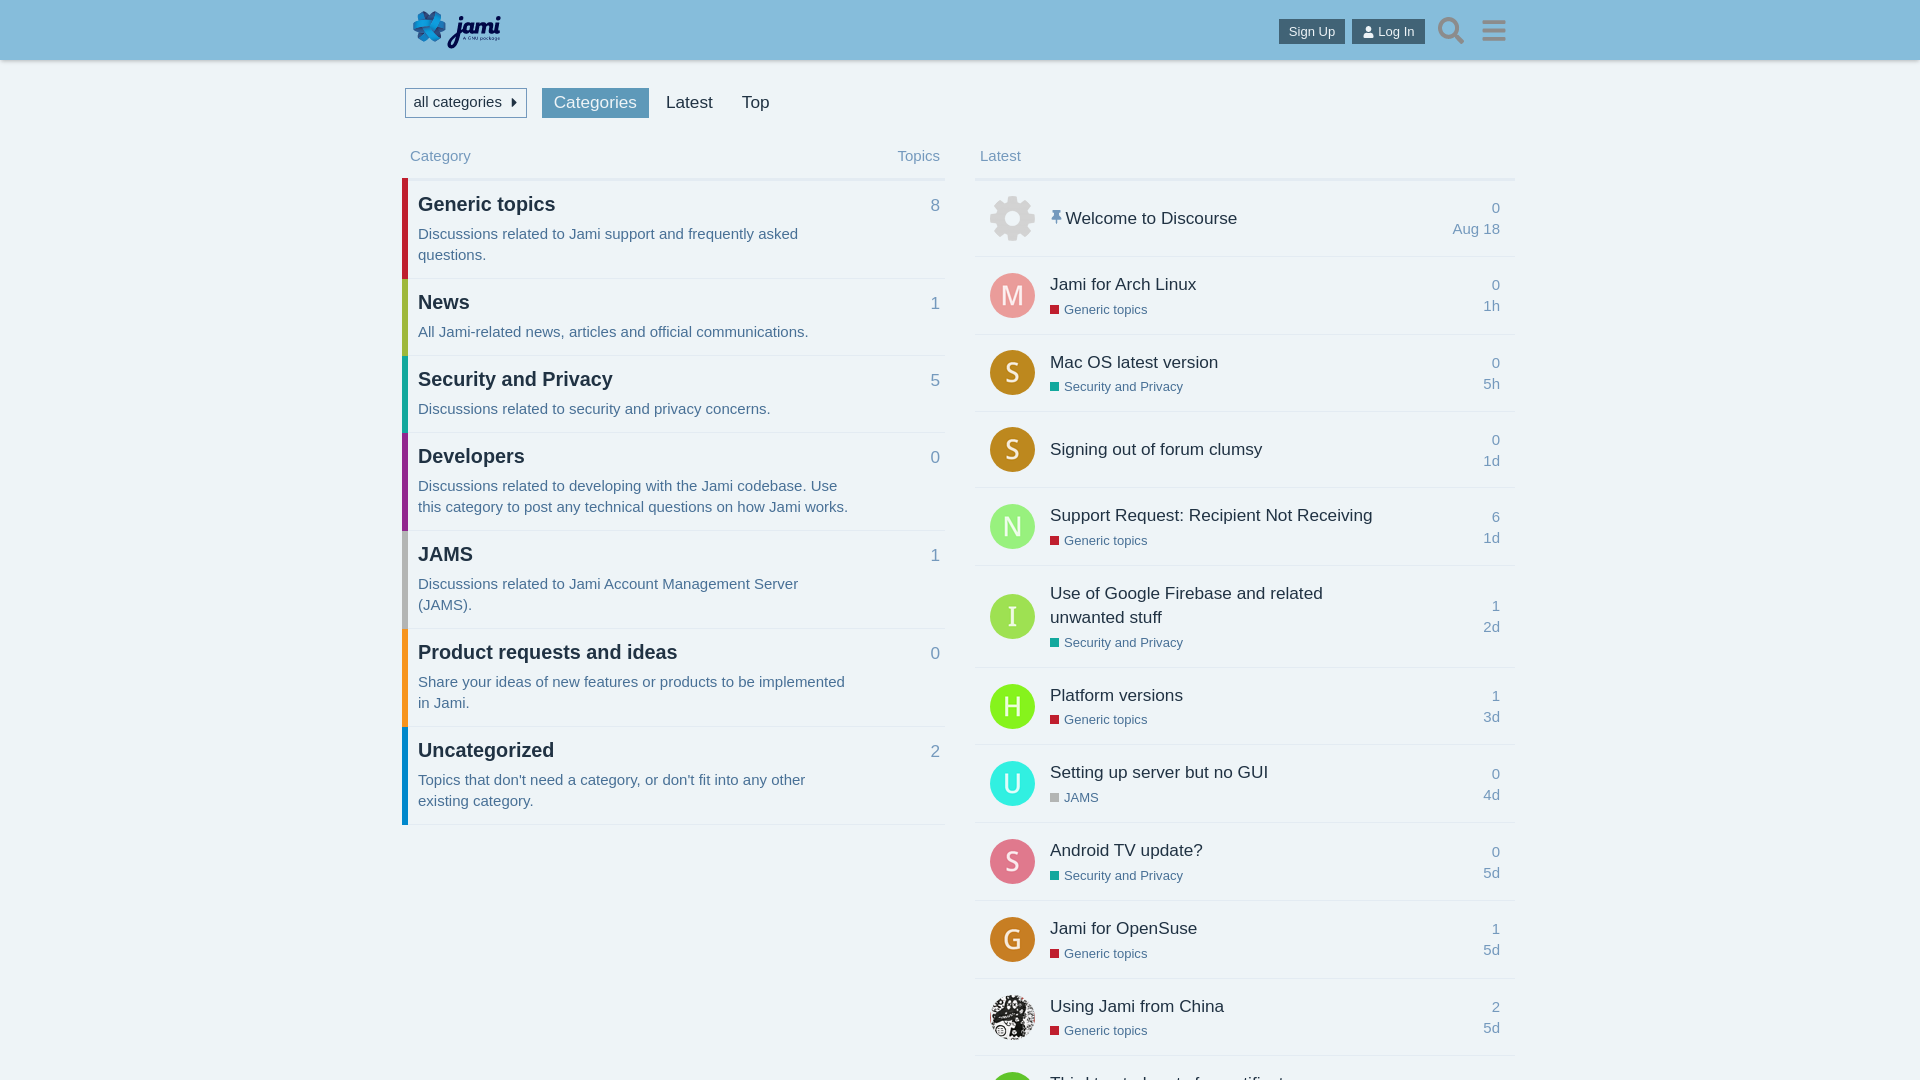 jami
A GNU package
Sign Up
Log In
all categories
Categories
Latest
Top
Category
Topics
Generic topics
8
Discussions related to Jami support and frequently asked
questions.
News
1
All Jami-related news, articles and official communications.
Security and Privacy
5
Discussions related to security and privacy concerns.
Developers
0
Discussions related to developing with the Jami codebase. Use
this category to post any technical questions on how Jami works.
JAMS
1
Discussions related to Jami Account Management Server
(JAMS).
Product requests and ideas
0
Share your ideas of new features or products to be implemented
in Jami.
Uncategorized
2
Topics that don't need a category, or don't fit into any other
existing category.
Latest
Welcome to Discourse
0
Aug 18
M
Jami for Arch Linux
Generic topics
0
1h
S
Mac OS latest version
Security and Privacy
0
5h
S
Signing out of forum clumsy
0
1d
N
Support Request: Recipient Not Receiving
Generic topics
6
1d
I
Use of Google Firebase and related
unwanted stuff
Security and Privacy
1
2d
H
Platform versions
Generic topics
1
3d
U
Setting up server but no GUI
JAMS
0
4d
S
Android TV update?
Security and Privacy
0
5d
G
Jami for OpenSuse
Generic topics
1
5d
Using Jami from China
Generic topics
2
5d